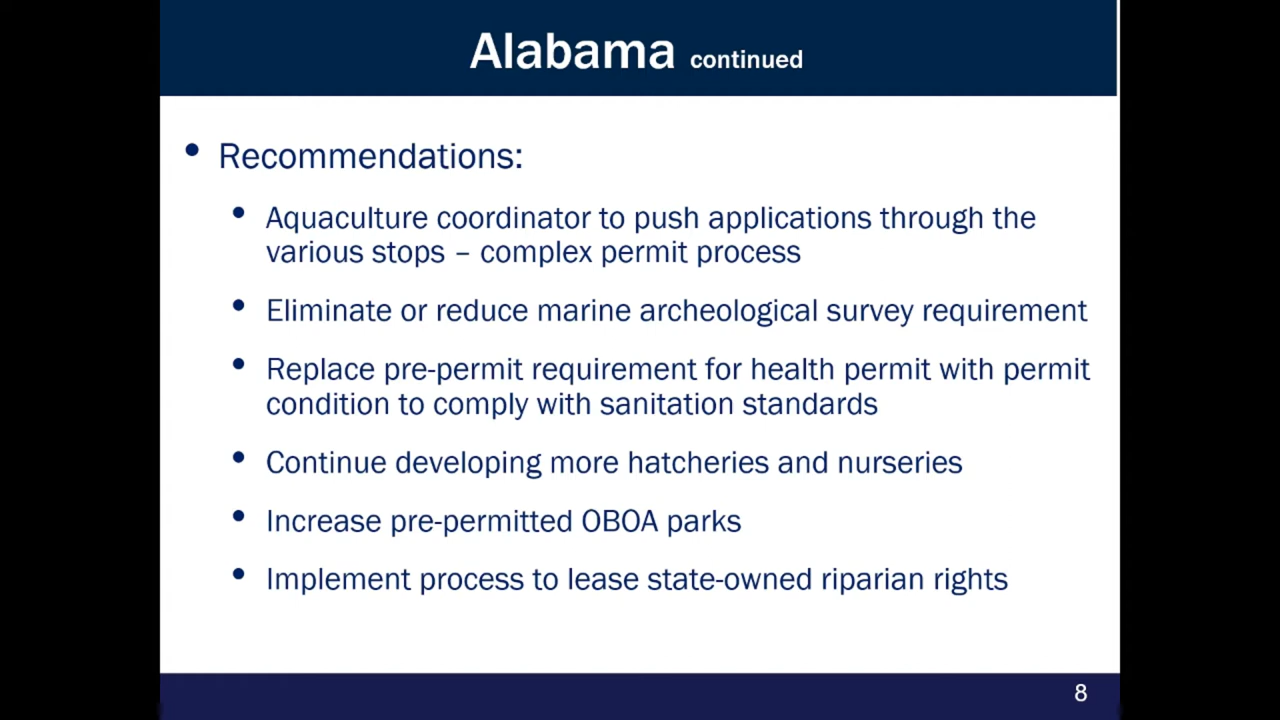 Alabama continued
• Recommendations:
• Aquaculture coordinator to push applications through the
various stops – complex permit process
• Eliminate or reduce marine archeological survey requirement
• Replace pre-permit requirement for health permit with permit
condition to comply with sanitation standards
• Continue developing more hatcheries and nurseries
• Increase pre-permitted OBOA parks
• Implement process to lease state-owned riparian rights
8